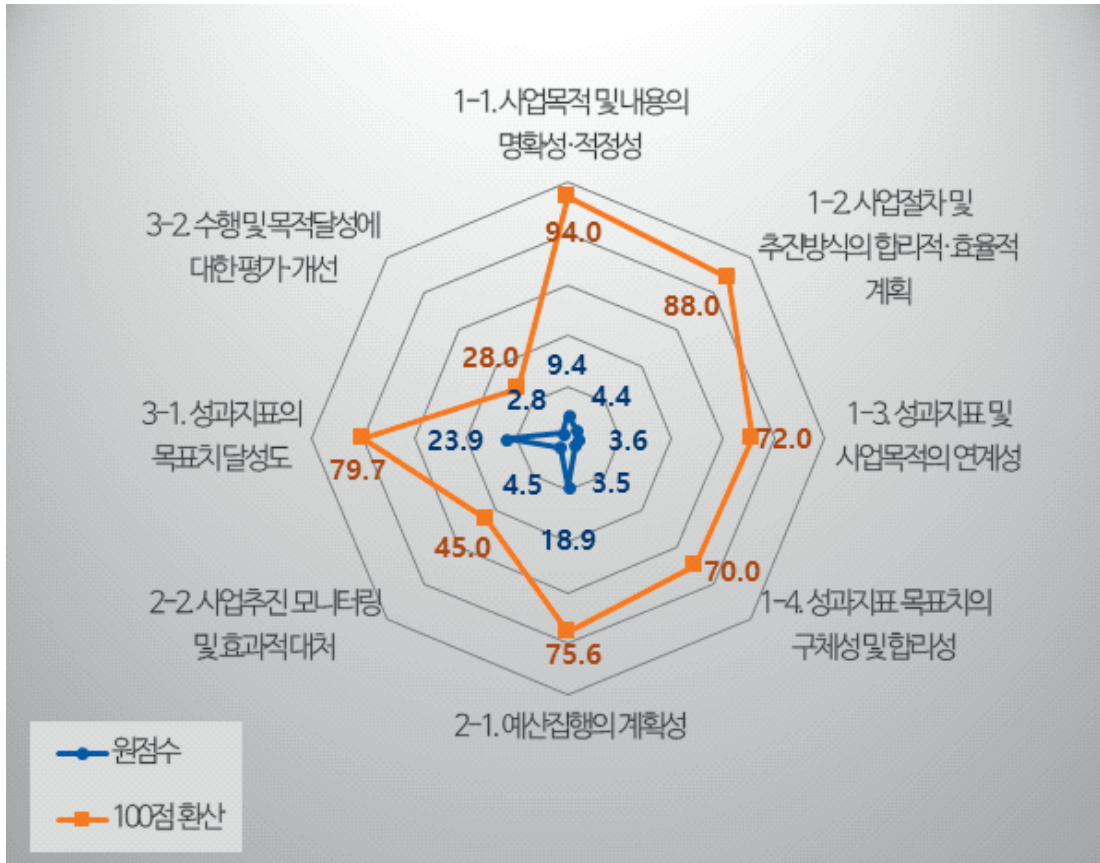 1-1. 사업목적 및 내용의
명확성·적정성
3-2. 수행 및 목적달성에
대한 평가·개선
1-2. 사업절차 및
추진방식의 합리적·효율적
계획
94.0
88.0
28.0
9.4
2.8
4.4
3-1. 성과지표의
목표치 달성도
1-3. 성과지표 및
사업목적의 연계성
79.7
23.9
3.6
72.0
4.5
3.5
45.0
18.9
70.0
2-2. 사업추진 모니터링
및 효과적 대처
1-4. 성과지표 목표치의
구체성 및 합리성
75.6
2-1. 예산집행의 계획성
원점수
100점 환산